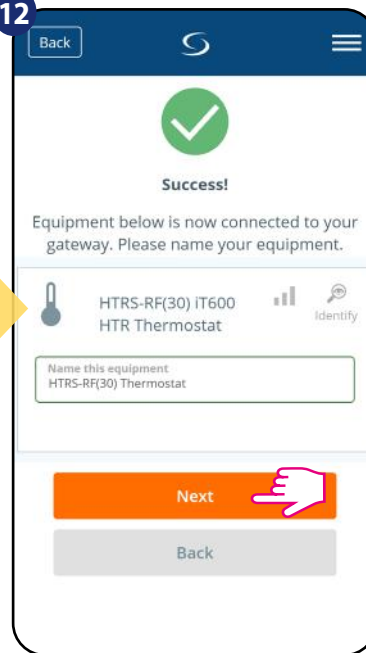 12
Back
Success!
Equipment below is now connected to your
gateway. Please name your equipment.
HTRS-RF(30) iT600
HTR Thermostat
Identify
Name this equipment
HTRS-RF(30) Thermostat
Next
Back